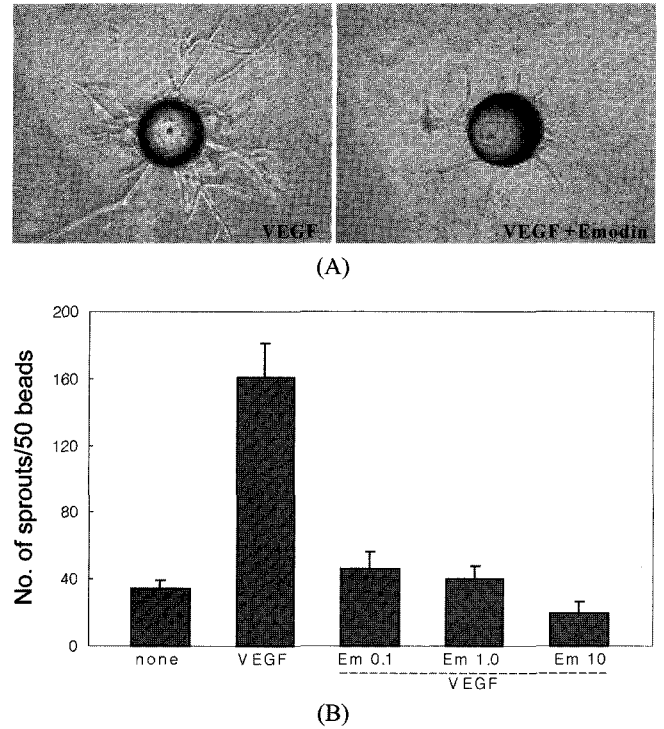 VEGF
VEGF +Emodin
(A)
No. of sprouts/50 beads
200
160
120
80
40
0
none
VEGF
Em 0.1
Em 1.0
Em 10
VEGF
(B)